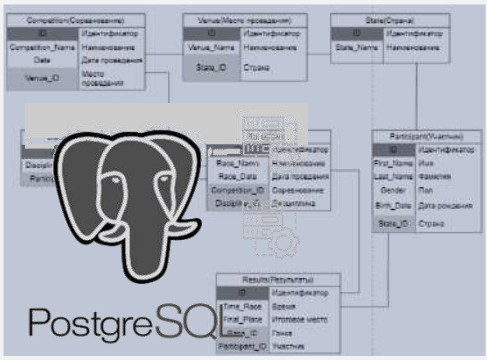 Competition(Соревнование)
ID Идентификатор
Competition_Name Наименование
Date Дата проведения
Venue_ID Место проведения
Venue(Место проведения)
ID Идентификатор
Venue_Name Наименование
State_ID Страна
State(Страна)
ID Идентификатор
State_Name Наименование
Идентификатор
Race_Name Наименование
Race_Date Дата проведения
Competition_ID Соревнование
Дисциплина
Participant(Участник)
ID Идентификатор
First_Name Имя
Last_Name Фамилия
Gender Пол
Birth_Date Дата рождения
State_ID Страна
Results(Результаты)
ID Идентификатор
Time_Race Время
Final_Place Итоговое место
Race_ID Гонка
Participant_ID Участник
PostgreSQL